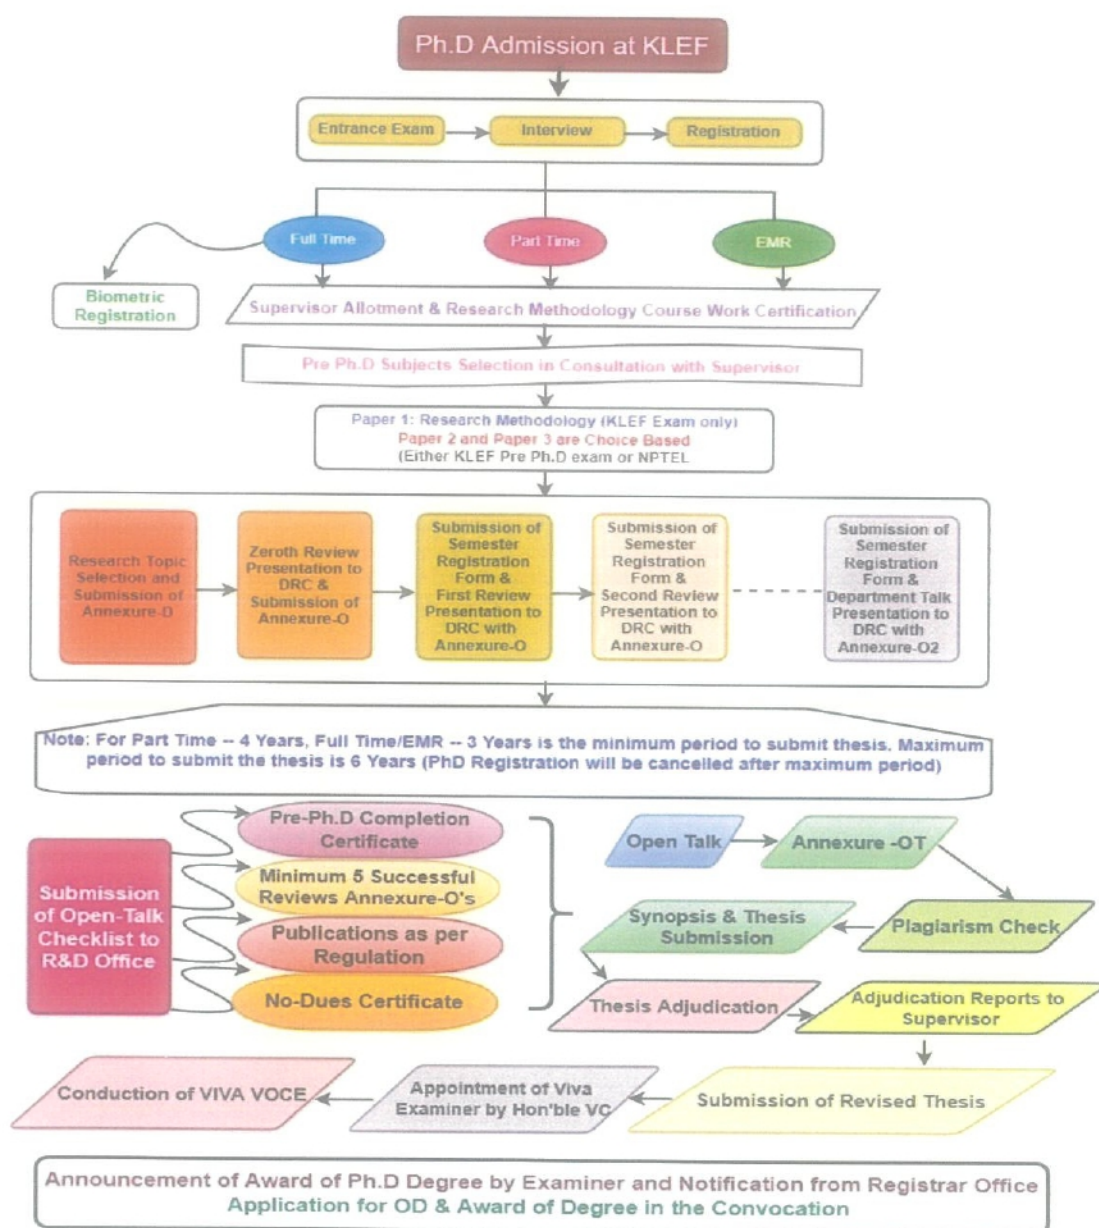 Ph.D Admission at KLEF
Entrance Exam
Interview
Registration
Full Time
Part Time
EMR
Biometric
Registration
Supervisor Allotment & Research Methodology Course Work Certification
Pre Ph.D Subjects Selection in Consultation with Supervisor
Paper 1: Research Methodology (KLEF Exam only)
Paper 2 and Paper 3 are Choice Based
(Either KLEF Pre Ph.D exam or NPTEL
Research Topic
Selection and
Submission of
Annexure-D
Zeroth Review
Presentation to
DRC &
Submission of
Annexure-O
Submission of
Semester
Registration
Form &
First Review
Presentation to
DRC with
Annexure-O
Submission of
Semester
Registration
Form &
Second Review
Presentation to
DRC with
Annexure-O
Submission of
Semester
Registration
Form &
Department Talk
Presentation to
DRC with
Annexure-O2
Note: For Part Time -- 4 Years, Full Time/EMR -- 3 Years is the minimum period to submit thesis. Maximum
period to submit the thesis is 6 Years (PhD Registration will be cancelled after maximum period)
Submission
of Open-Talk
Checklist to
R&D Office
Pre-Ph.D Completion
Certificate
Minimum 5 Successful
Reviews Annexure-O's
Publications as per
Regulation
No-Dues Certificate
Open Talk
Annexure -OT
Plagiarism Check
Synopsis & Thesis
Submission
Thesis Adjudication
Adjudication Reports to
Supervisor
Submission of Revised Thesis
Appointment of Viva
Examiner by Hon'ble VC
Conduction of VIVA VOCE
Announcement of Award of Ph.D Degree by Examiner and Notification from Registrar Office
Application for OD & Award of Degree in the Convocation